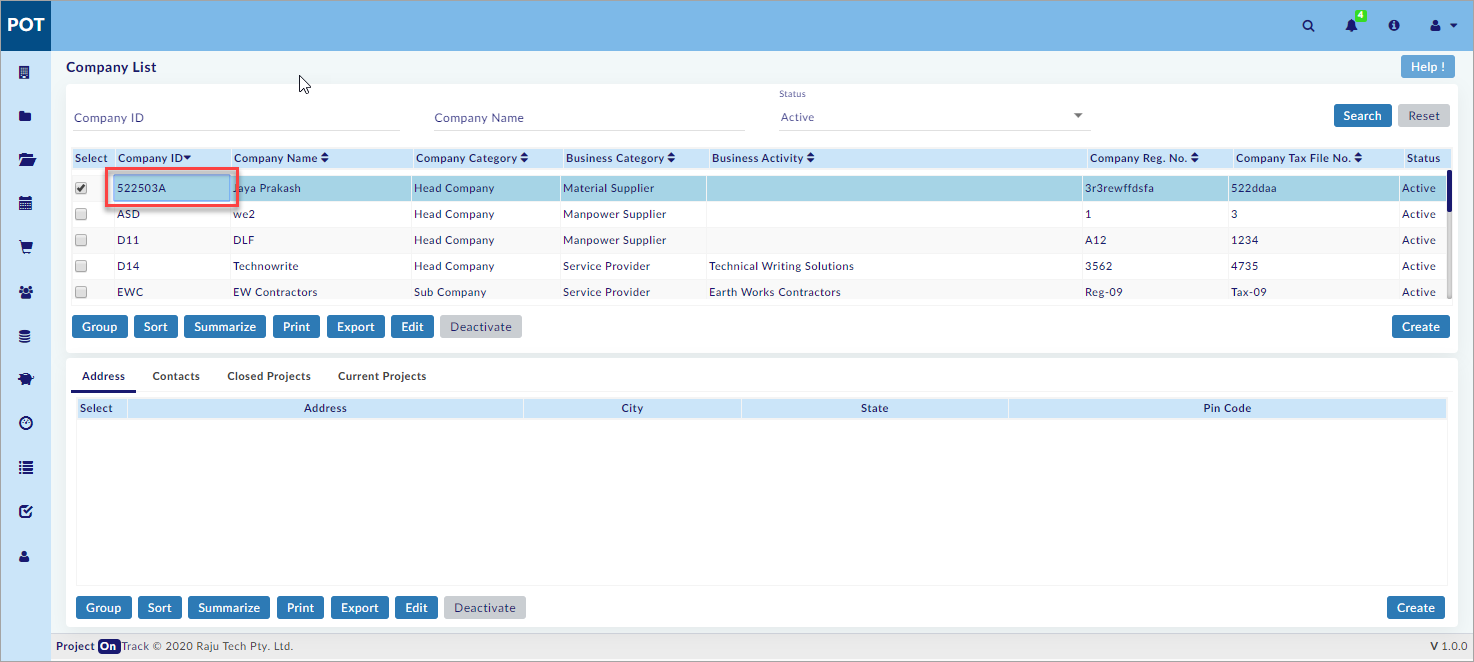 POT
4
Company List
Help !
Status
Company ID Company Name Active Search Reset
Select Company ID Company Name Company Category Business Category Business Activity Company Reg. No. Company Tax File No. Status
522503A Jaya Prakash Head Company Material Supplier 3r3rewffdsfa 522ddaa Active
ASD we2 Head Company Manpower Supplier 1 3 Active
D11 DLF Head Company Manpower Supplier A12 1234 Active
D14 Technowrite Head Company Service Provider Technical Writing Solutions 3562 4735 Active
EWC EW Contractors Sub Company Service Provider Earth Works Contractors Reg-09 Tax-09 Active
Group Sort Summarize Print Export Edit Deactivate Create
Address Contacts Closed Projects Current Projects
Select Address City State Pin Code
Group Sort Summarize Print Export Edit Deactivate Create
Project On Track © 2020 Raju Tech Pty. Ltd. V 1.0.0